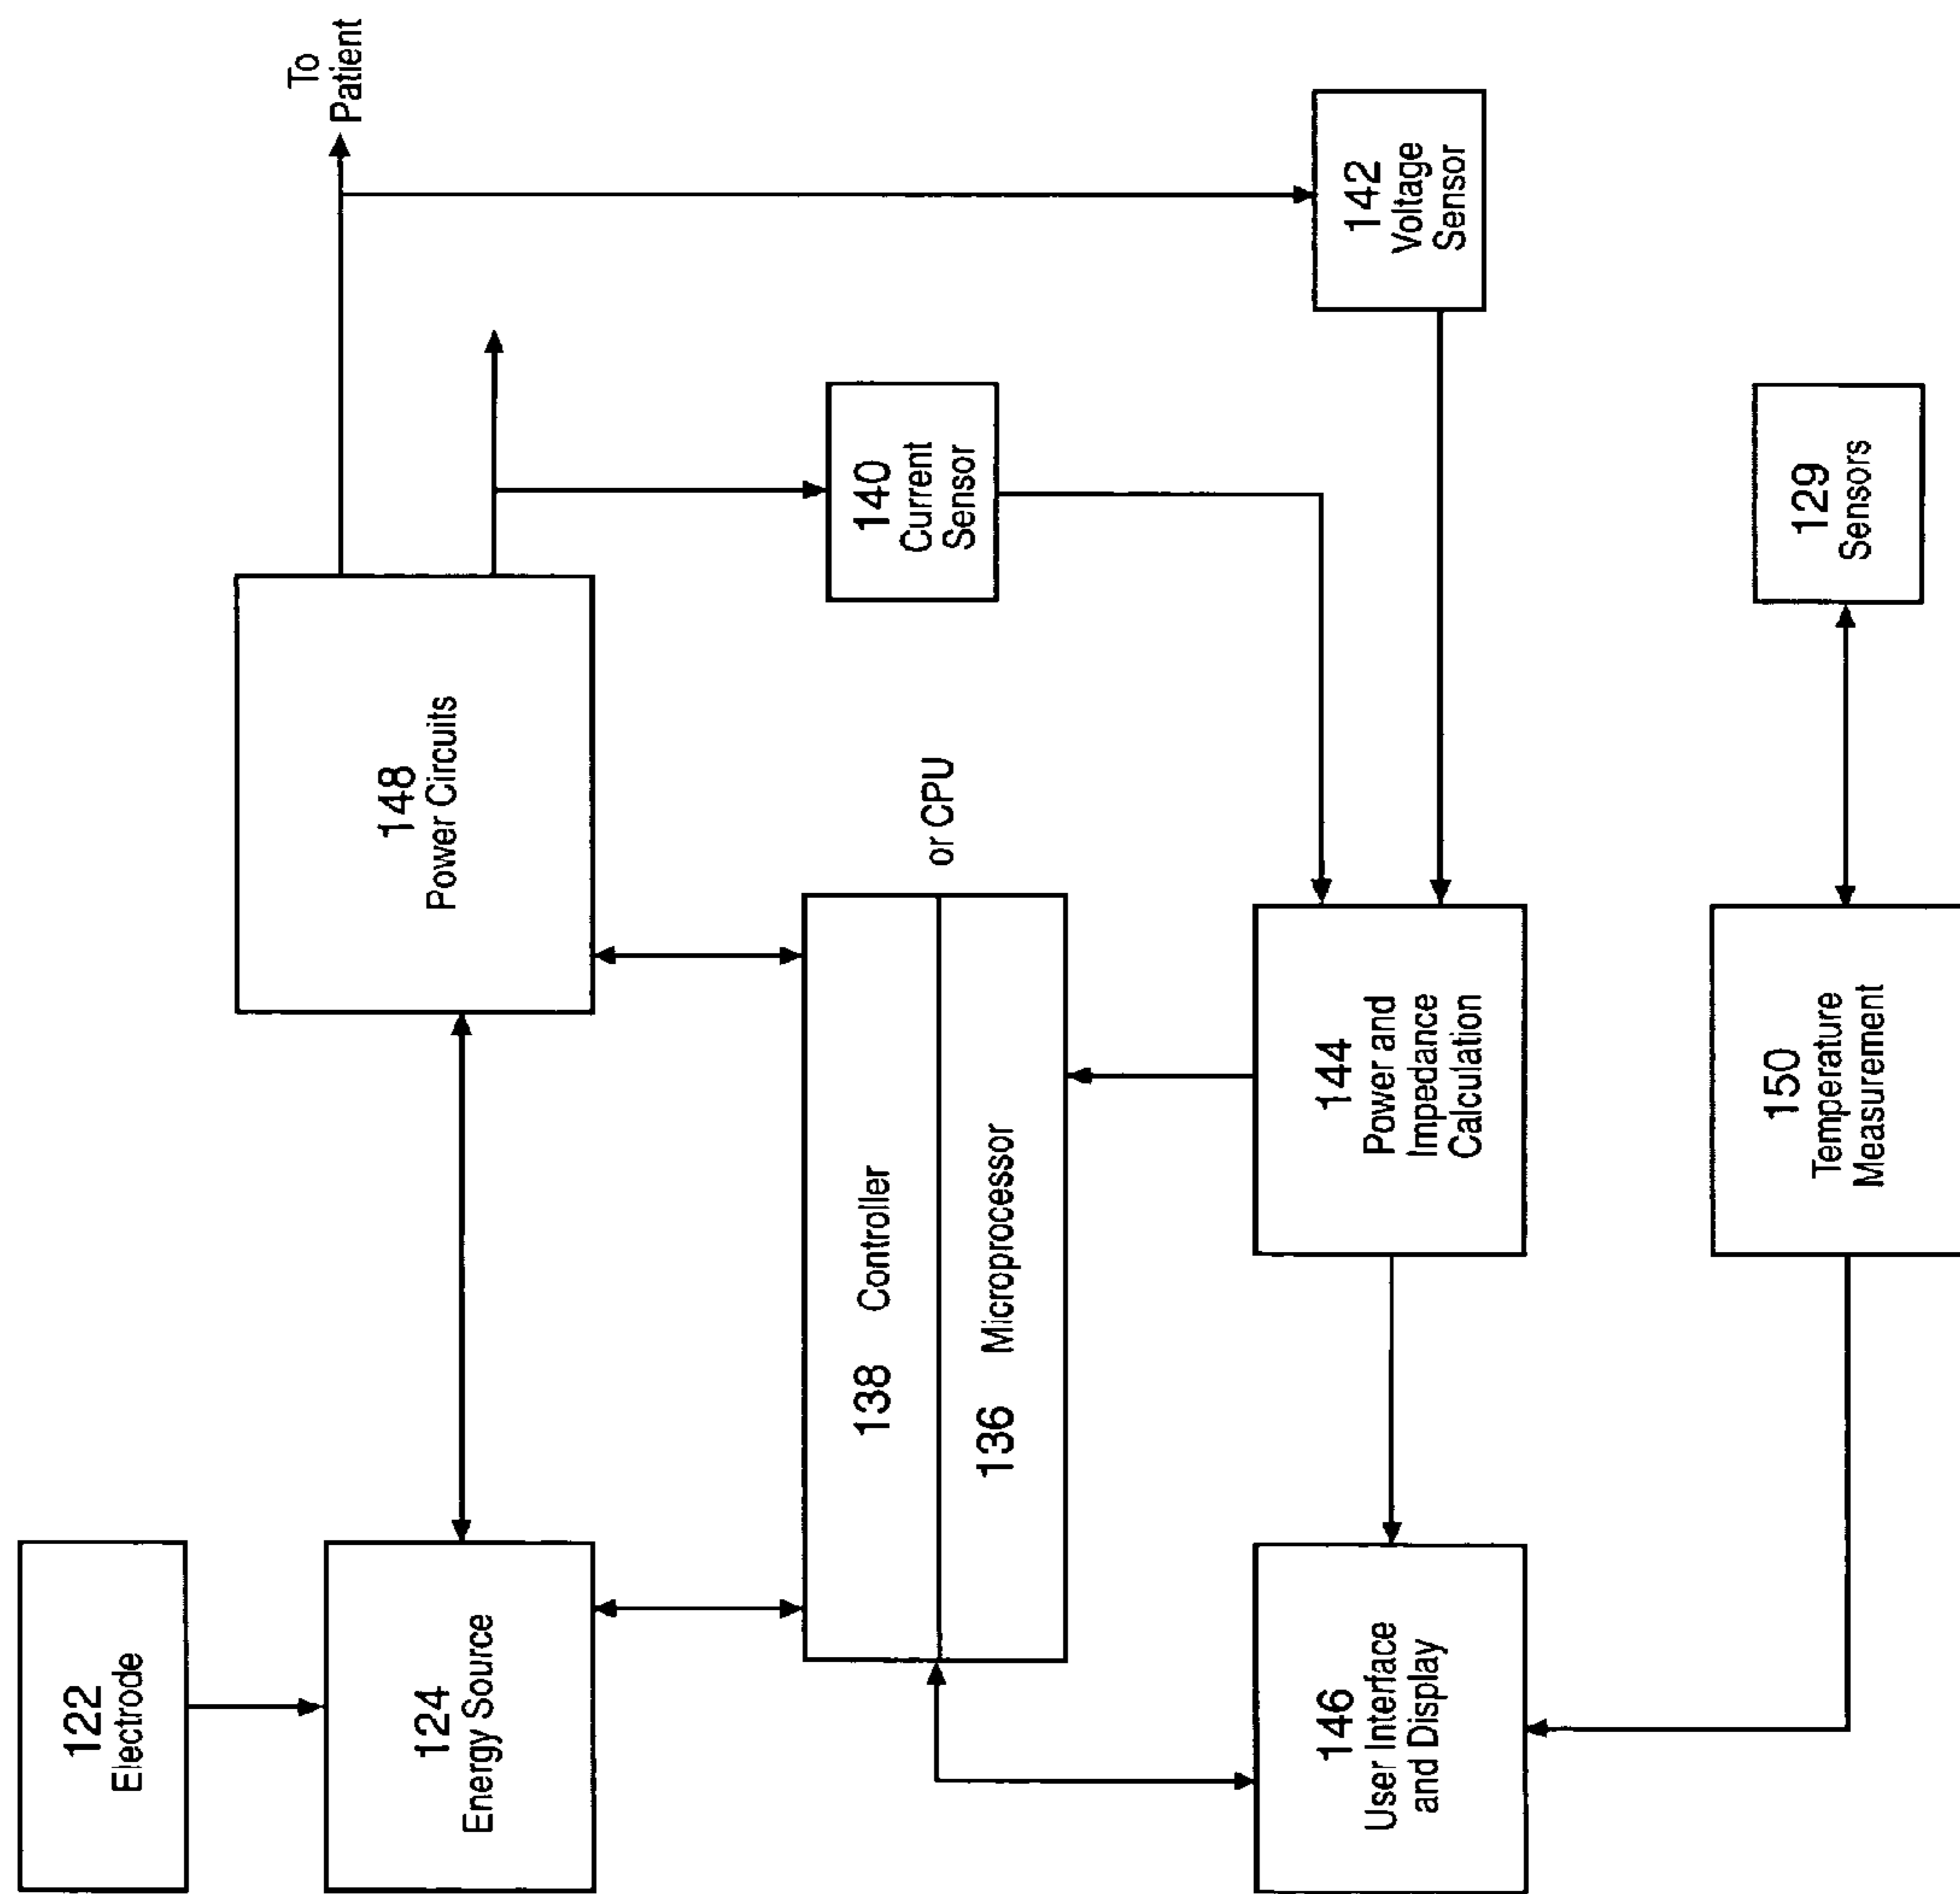 122
Electrode
124
Energy Source
148
Power Circuits
To
Patient
138 Controller
136 Microprocessor
or CPU
140
Current
Sensor
142
Voltage
Sensor
146
User Interface
and Display
144
Power and
Impedance
Calculation
150
Temperature
Measurement
129
Sensors